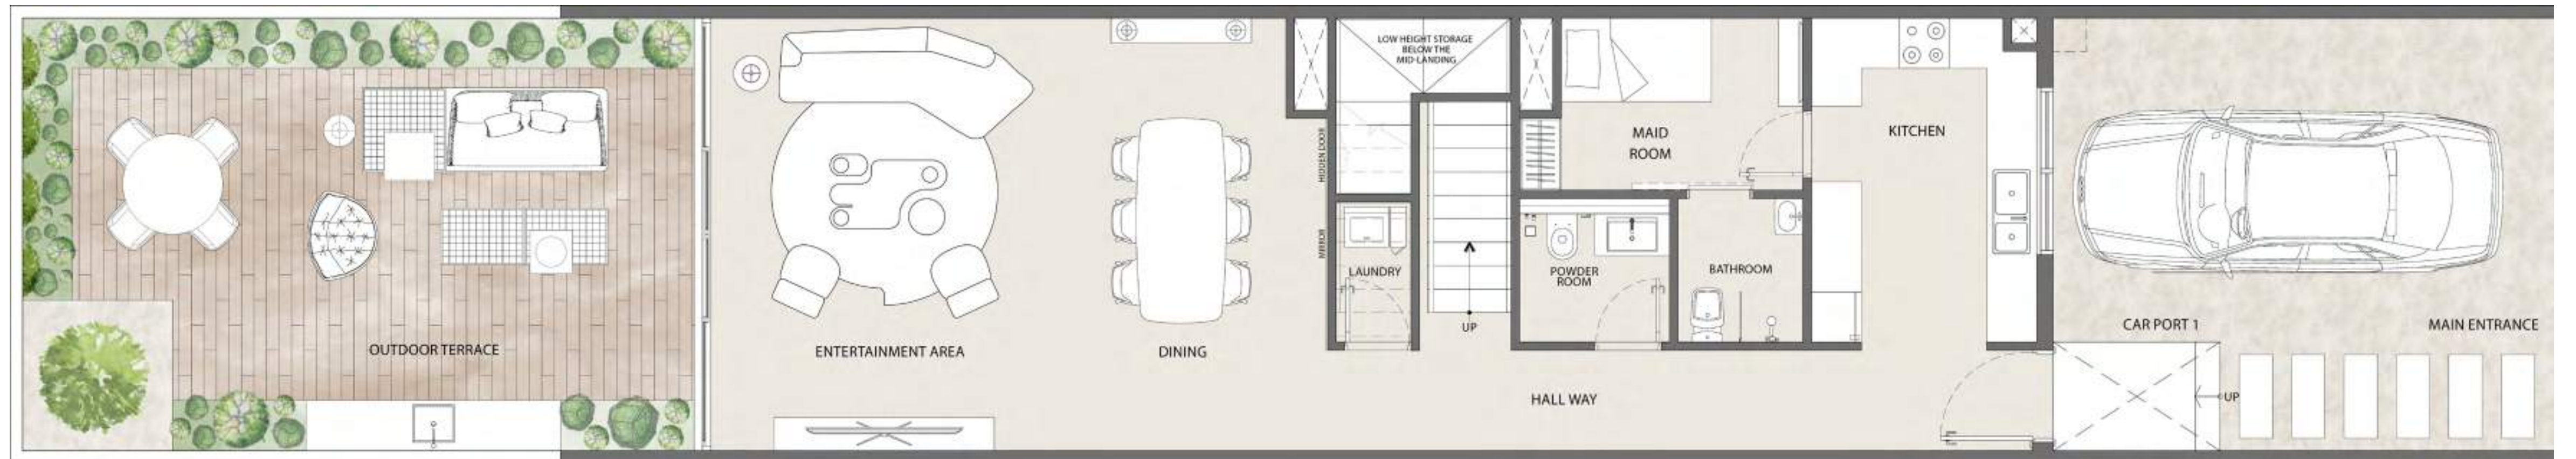 OUTDOOR TERRACE
ENTERTAINMENT AREA
DINING
HIDDEN DOOR
MIRROR
LOW HEIGHT STORAGE
BELOW THE
MID-LANDING
LAUNDRY
UP
MAID
ROOM
POWDER
ROOM
BATHROOM
HALL WAY
KITCHEN
CAR PORT 1
MAIN ENTRANCE
UP